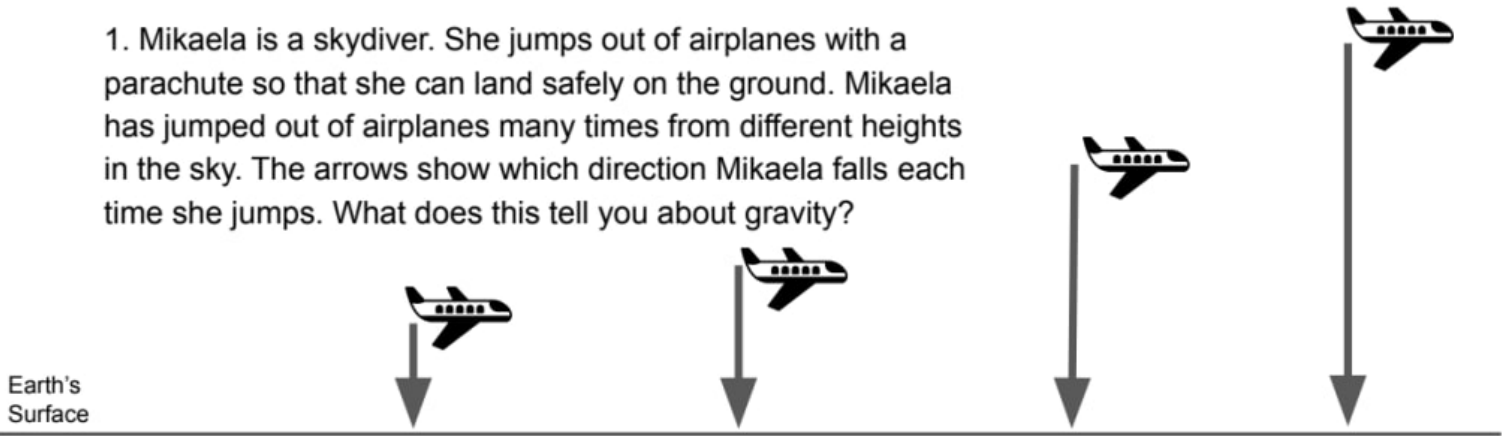 1. Mikaela is a skydiver. She jumps out of airplanes with a
parachute so that she can land safely on the ground. Mikaela
has jumped out of airplanes many times from different heights
in the sky. The arrows show which direction Mikaela falls each
time she jumps. What does this tell you about gravity?
Earth's
Surface